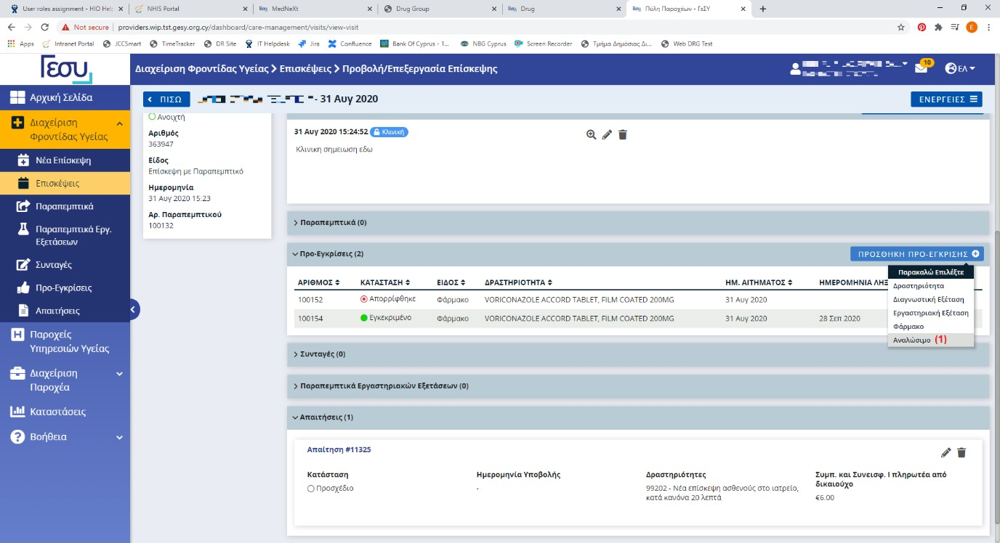 User roles assignment - HIO Help
NHIS Portal
MedNeXt
Drug Group
Drug
Πύλη Παροχέων - ΓεΣΥ
Not secure | providers.wip.tst.gesy.org.cy/dashboard/care-management/visits/view-visit
E
Apps
Intranet Portal
JCCSmart
TimeTracker
DR Site
IT Helpdesk
Jira
Confluence
Bank Of Cyprus - 1...
NBG Cyprus
Screen Recorder
Τμήμα Δημόσιας Δι...
Web DRG Test
Γεσυ
Διαχείριση Φροντίδας Υγείας > Επισκέψεις > Προβολή/Επεξεργασία Επίσκεψης
10
ΕΛ
Αρχική Σελίδα
Διαχείριση
Φροντίδας Υγείας
Νέα Επίσκεψη
Επισκέψεις
Παραπεμπτικά
Παραπεμπτικά Εργ.
Εξετάσεων
Συνταγές
Προ-Εγκρίσεις
Απαιτήσεις
Παροχείς
Υπηρεσιών Υγείας
Διαχείριση
Παροχέα
Καταστάσεις
Βοήθεια
ΠΙΣΩ
- 31 Αυγ 2020
ΕΝΕΡΓΕΙΕΣ
Ανοιχτή
Αριθμός
363947
Είδος
Επίσκεψη με Παραπεμπτικό
Ημερομηνία
31 Αυγ 2020 15:23
Αρ. Παραπεμπτικού
100132
31 Αυγ 2020 15:24:52 Κλινική
Κλινικη σημειωση εδω
Παραπεμπτικά (0)
Προ-Εγκρίσεις (2)
ΠΡΟΣΘΗΚΗ ΠΡΟ-ΕΓΚΡΙΣΗΣ
Παρακαλώ Επιλέξτε
Δραστηριότητα
Διαγνωστική Εξέταση
Εργαστηριακή Εξέταση
Φάρμακο
Αναλώσιμο (1)
ΑΡΙΘΜΟΣ ΚΑΤΑΣΤΑΣΗ ΕΙΔΟΣ ΔΡΑΣΤΗΡΙΟΤΗΤΑ ΗΜ. ΑΙΤΗΜΑΤΟΣ ΗΜΕΡΟΜΗΝΙΑ ΛΗΞ
100152 Απορρίφθηκε Φάρμακο VORICONAZOLE ACCORD TABLET, FILM COATED 200MG 31 Αυγ 2020
100154 Εγκεκριμένο Φάρμακο VORICONAZOLE ACCORD TABLET, FILM COATED 200MG 31 Αυγ 2020 28 Σεπ 2020
Συνταγές (0)
Παραπεμπτικά Εργαστηριακών Εξετάσεων (0)
Απαιτήσεις (1)
Απαίτηση #11325
Κατάσταση
Προσχέδιο
Ημερομηνία Υποβολής
-
Δραστηριότητες
99202 - Νέα επίσκεψη ασθενούς στο ιατρείο,
κατά κανόνα 20 λεπτά
Συμπ. και Συνεισφ. Ι πληρωτέα από
δικαιούχο
€6.00